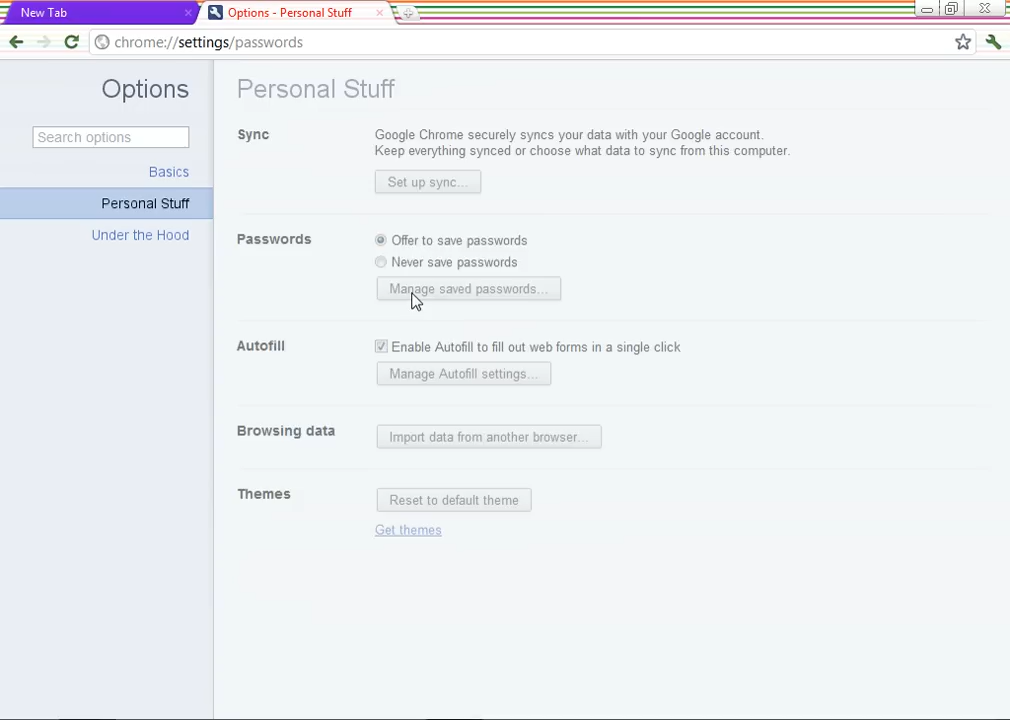 New Tab
Options - Personal Stuff
chrome://settings/passwords
Options
Search options
Basics
Personal Stuff
Under the Hood
Personal Stuff
Sync
Google Chrome securely syncs your data with your Google account.
Keep everything synced or choose what data to sync from this computer.
Set up sync...
Passwords
Offer to save passwords
Never save passwords
Manage saved passwords...
Autofill
Enable Autofill to fill out web forms in a single click
Manage Autofill settings...
Browsing data
Import data from another browser...
Themes
Reset to default theme
Get themes